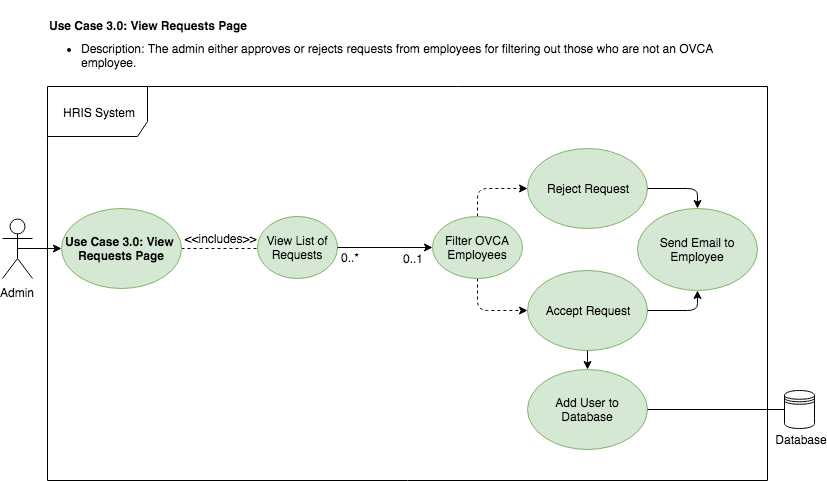 Use Case 3.0: View Requests Page
• Description: The admin either approves or rejects requests from employees for filtering out those who are not an OVCA
employee.
HRIS System
Admin
Use Case 3.0: View
Requests Page
<<includes>>
View List of
Requests
0..*
0..1
Filter OVCA
Employees
Reject Request
Send Email to
Employee
Accept Request
Add User to
Database
Database